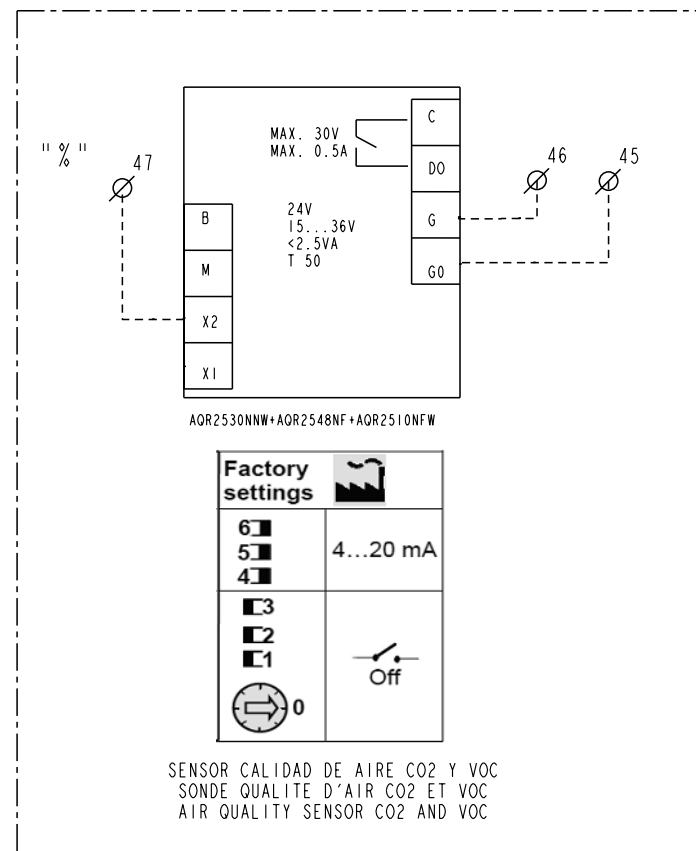 "%"
47
MAX. 30V
MAX. 0.5A
C
DO
G
G0
46
45
24V
15...36V
<2.5VA
T 50
B
M
X2
X1
AQR2530NNW+AQR2548NF+AQR2510NFW
Factory
settings
6
5
4
4...20 mA
3
2
1
0
Off
SENSOR CALIDAD DE AIRE CO2 Y VOC
SONDE QUALITE D'AIR CO2 ET VOC
AIR QUALITY SENSOR CO2 AND VOC